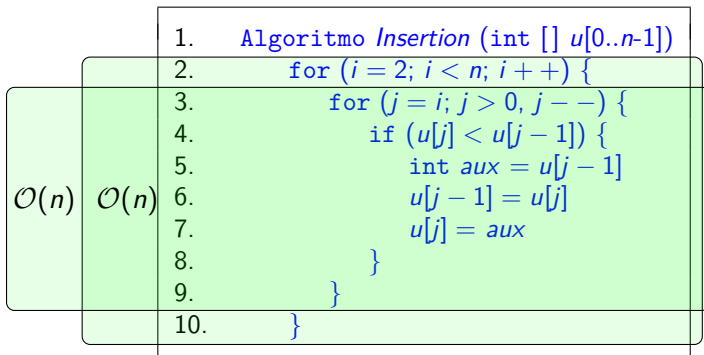 1. Algoritmo Insertion (int [] u[0..n-1])
2. for (i = 2; i < n; i + +) {
3. for (j = i; j > 0, j − −) {
4. if (u[j] < u[j − 1]) {
5. int aux = u[j − 1]
6. u[j − 1] = u[j]
7. u[j] = aux
8. }
9. }
10. }
O(n) O(n)